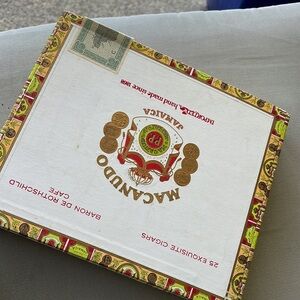 MACANUDO
JAMAICA
hand made since 1868
BARON DE ROTHSCHILD
CAFE
25 EXQUISITE CIGARS